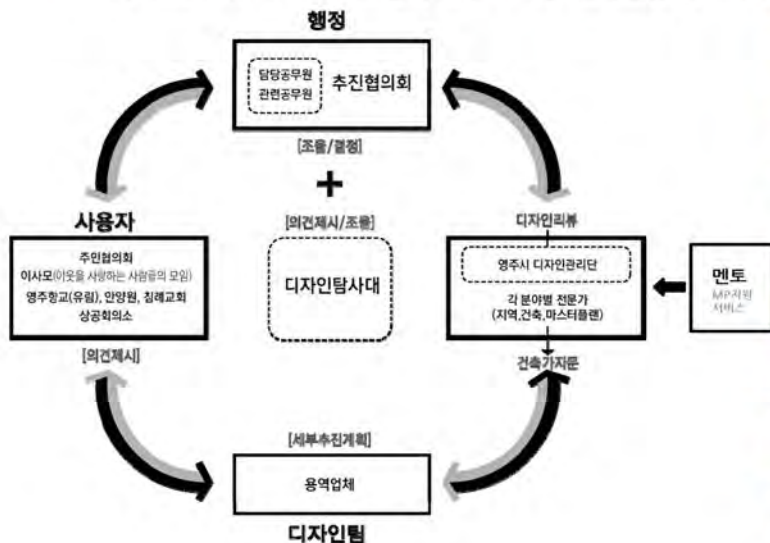 행정
담당공무원
관련공무원
추진협의회
[조율/결정]
+
사용자
주인협의회
이사모(이웃을 사랑하는 사람들의 모임)
영주향교(유림), 안양원, 침례교회
상공회의소
[의견제시]
[의견제시/조율]
디자인탐사대
디자인리뷰
영주시 디자인관리단
각 분야별 전문가
(지역,건축,마스터플랜)
건축가자문
멘토
MP지원
서비스
[세부추진계획]
용역업체
디자인팀